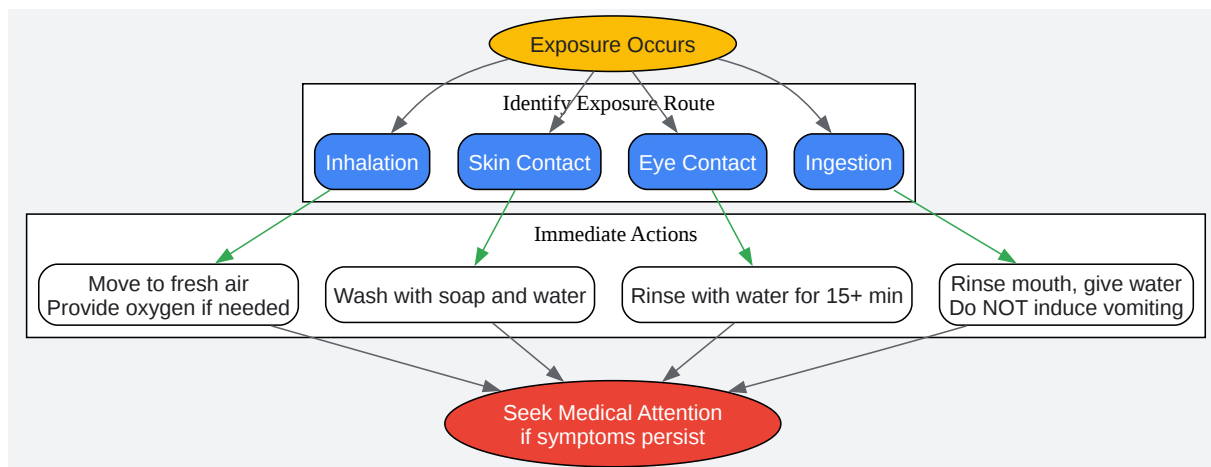 Exposure Occurs
Identify Exposure Route
Inhalation
Skin Contact
Eye Contact
Ingestion
Immediate Actions
Move to fresh air
Provide oxygen if needed
Wash with soap and water
Rinse with water for 15+ min
Rinse mouth, give water
Do NOT induce vomiting
Seek Medical Attention
if symptoms persist